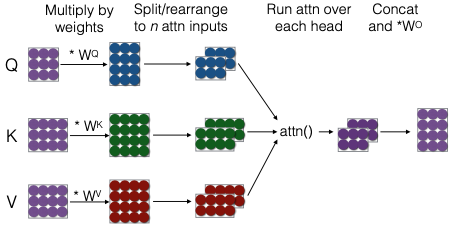 Multiply by
weights
Split/rearrange
to n attn inputs
Run attn over
each head
Concat
and *Wᴼ
Q
* Wᑫ
K
* Wᴷ
attn()
V
* Wⱽ